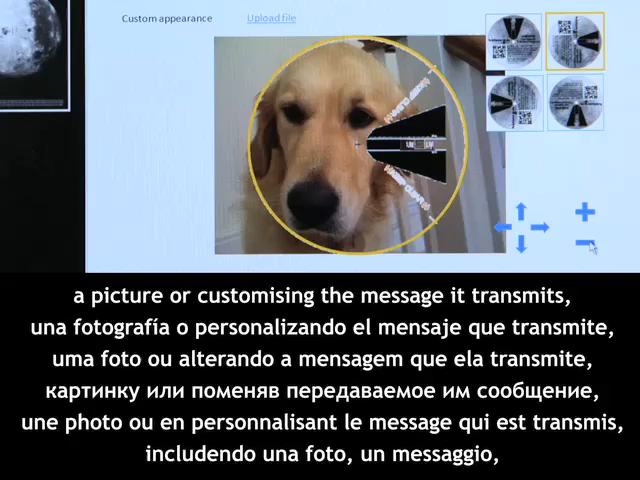 Custom appearance Upload file
a picture or customising the message it transmits,
una fotografía o personalizando el mensaje que transmite,
uma foto ou alterando a mensagem que ela transmite,
картинку или поменяв передаваемое им сообщение,
une photo ou en personnalisant le message qui est transmis,
includendo una foto, un messaggio,